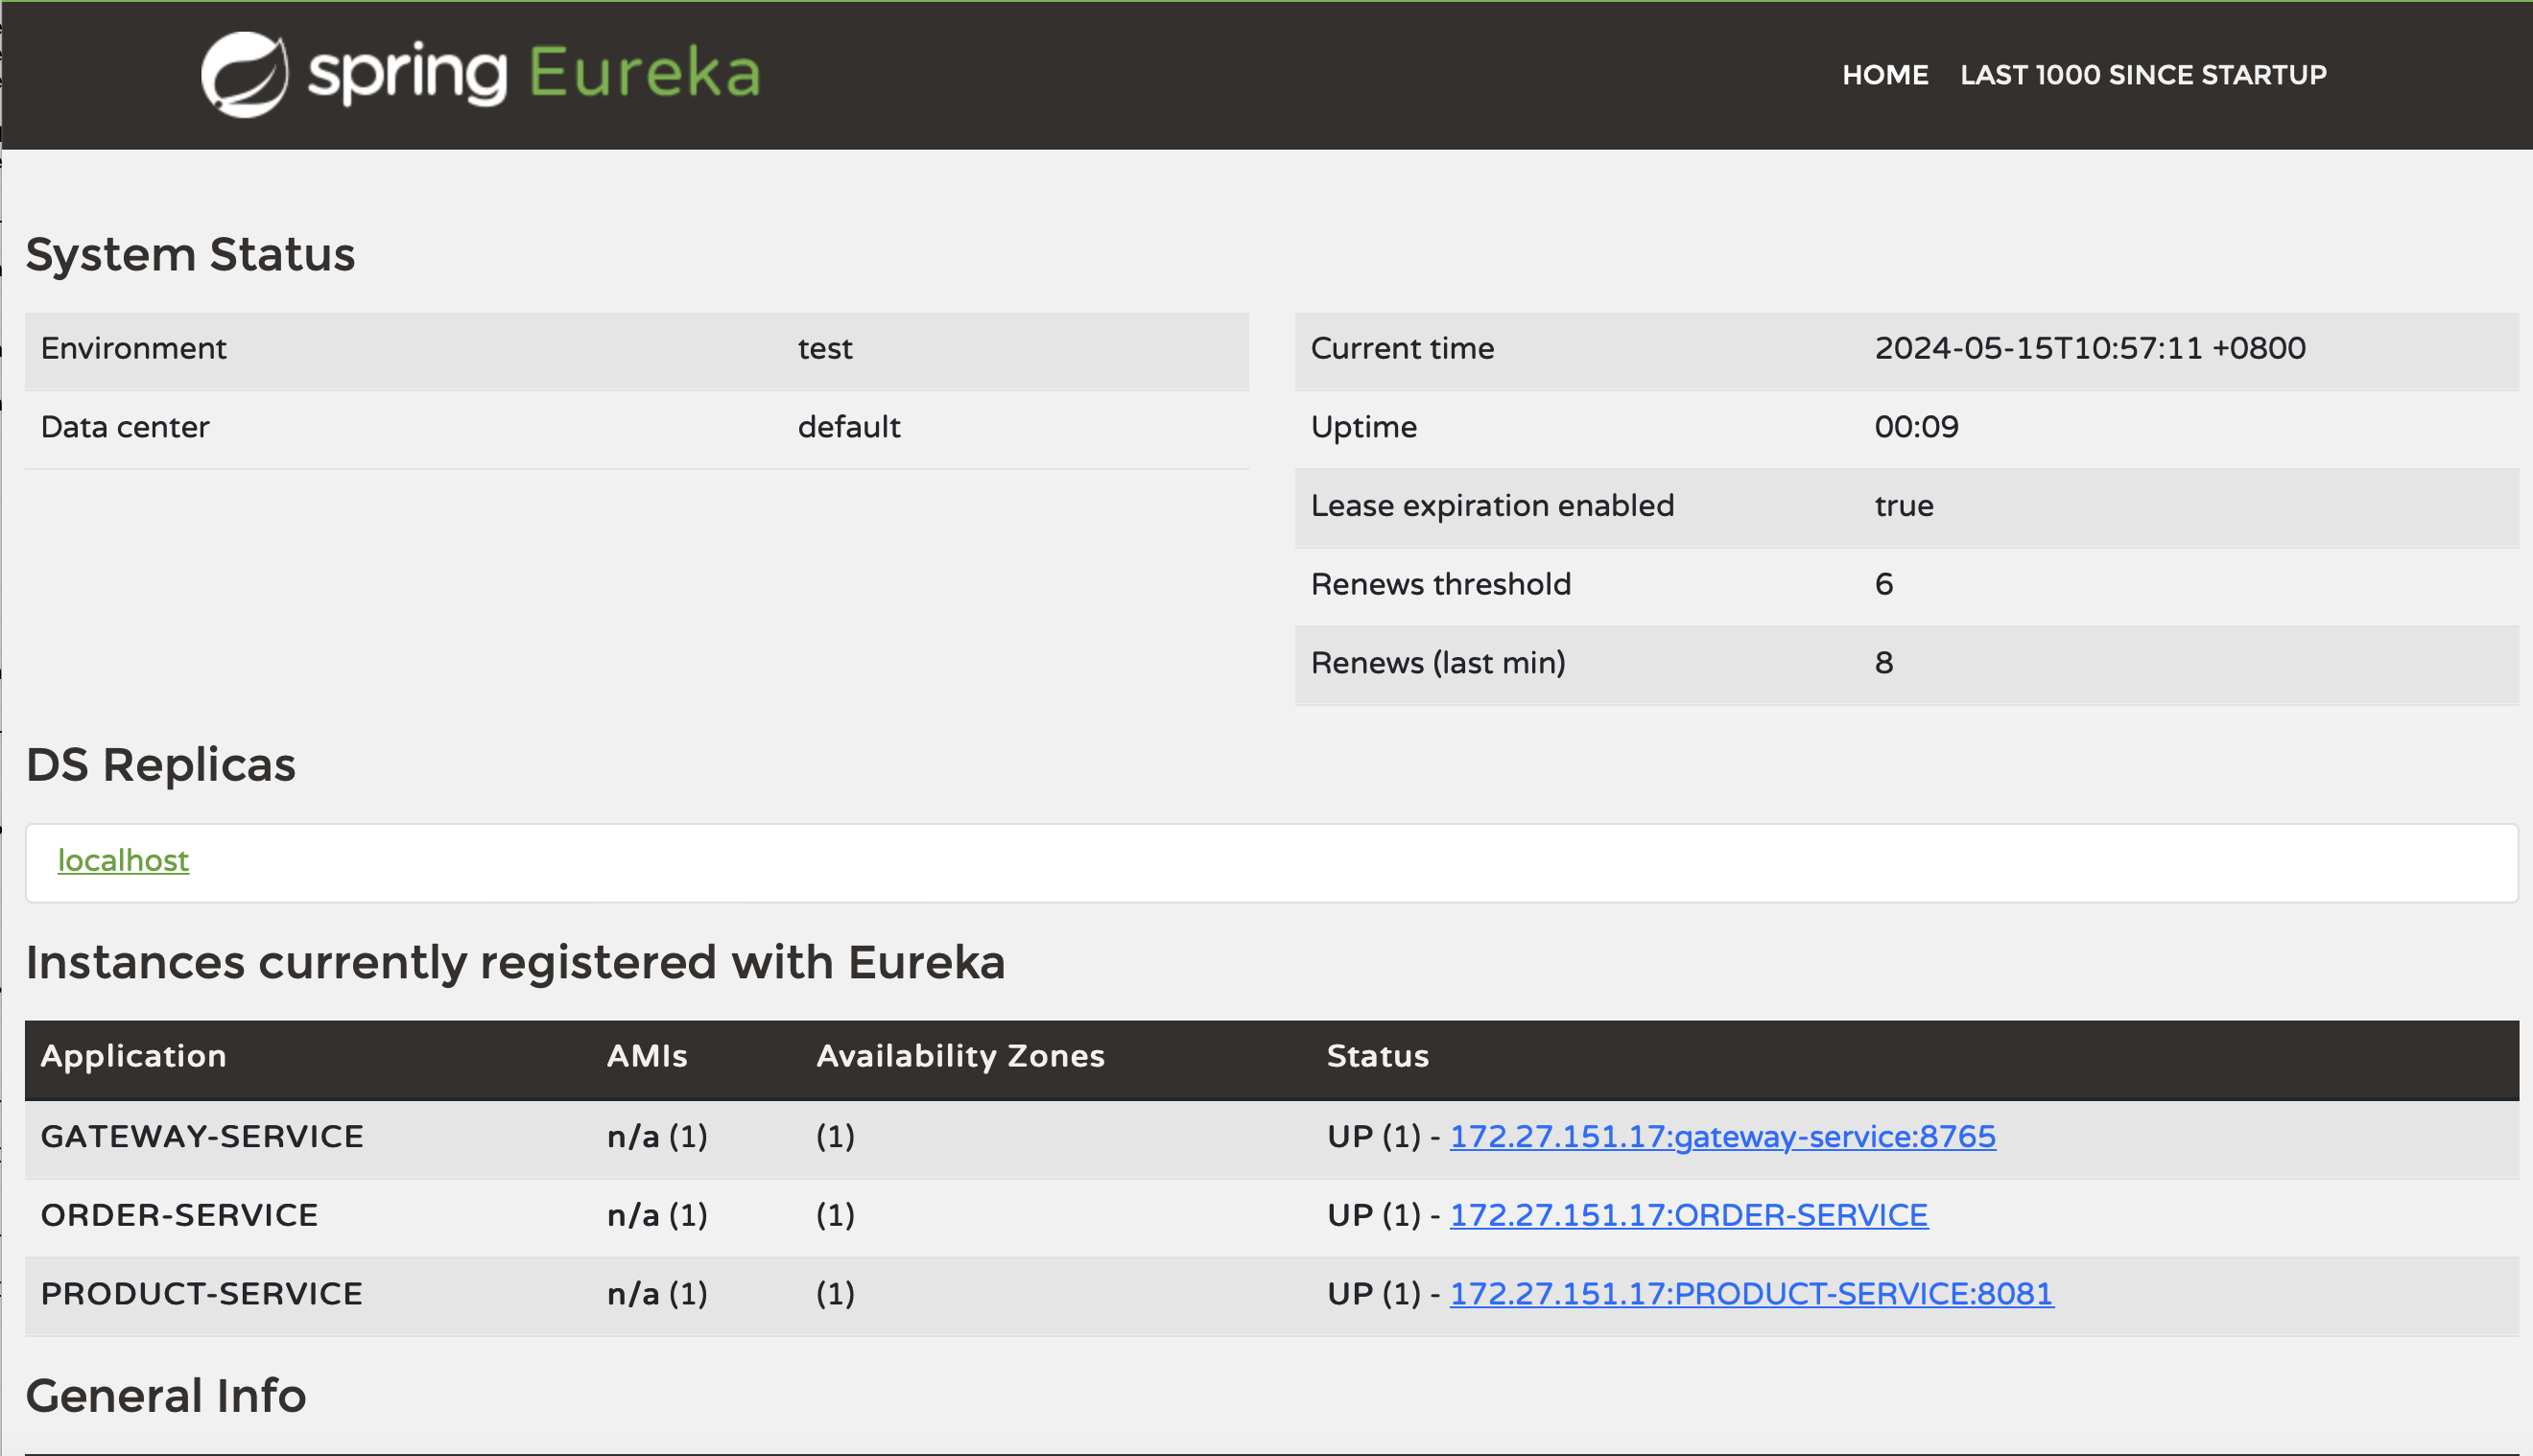 spring Eureka
HOME LAST 1000 SINCE STARTUP
System Status
Environment test
Data center default
Current time 2024-05-15T10:57:11 +0800
Uptime 00:09
Lease expiration enabled true
Renews threshold 6
Renews (last min) 8
DS Replicas
localhost
Instances currently registered with Eureka
Application AMIs Availability Zones Status
GATEWAY-SERVICE n/a (1) (1) UP (1) - 172.27.151.17:gateway-service:8765
ORDER-SERVICE n/a (1) (1) UP (1) - 172.27.151.17:ORDER-SERVICE
PRODUCT-SERVICE n/a (1) (1) UP (1) - 172.27.151.17:PRODUCT-SERVICE:8081
General Info